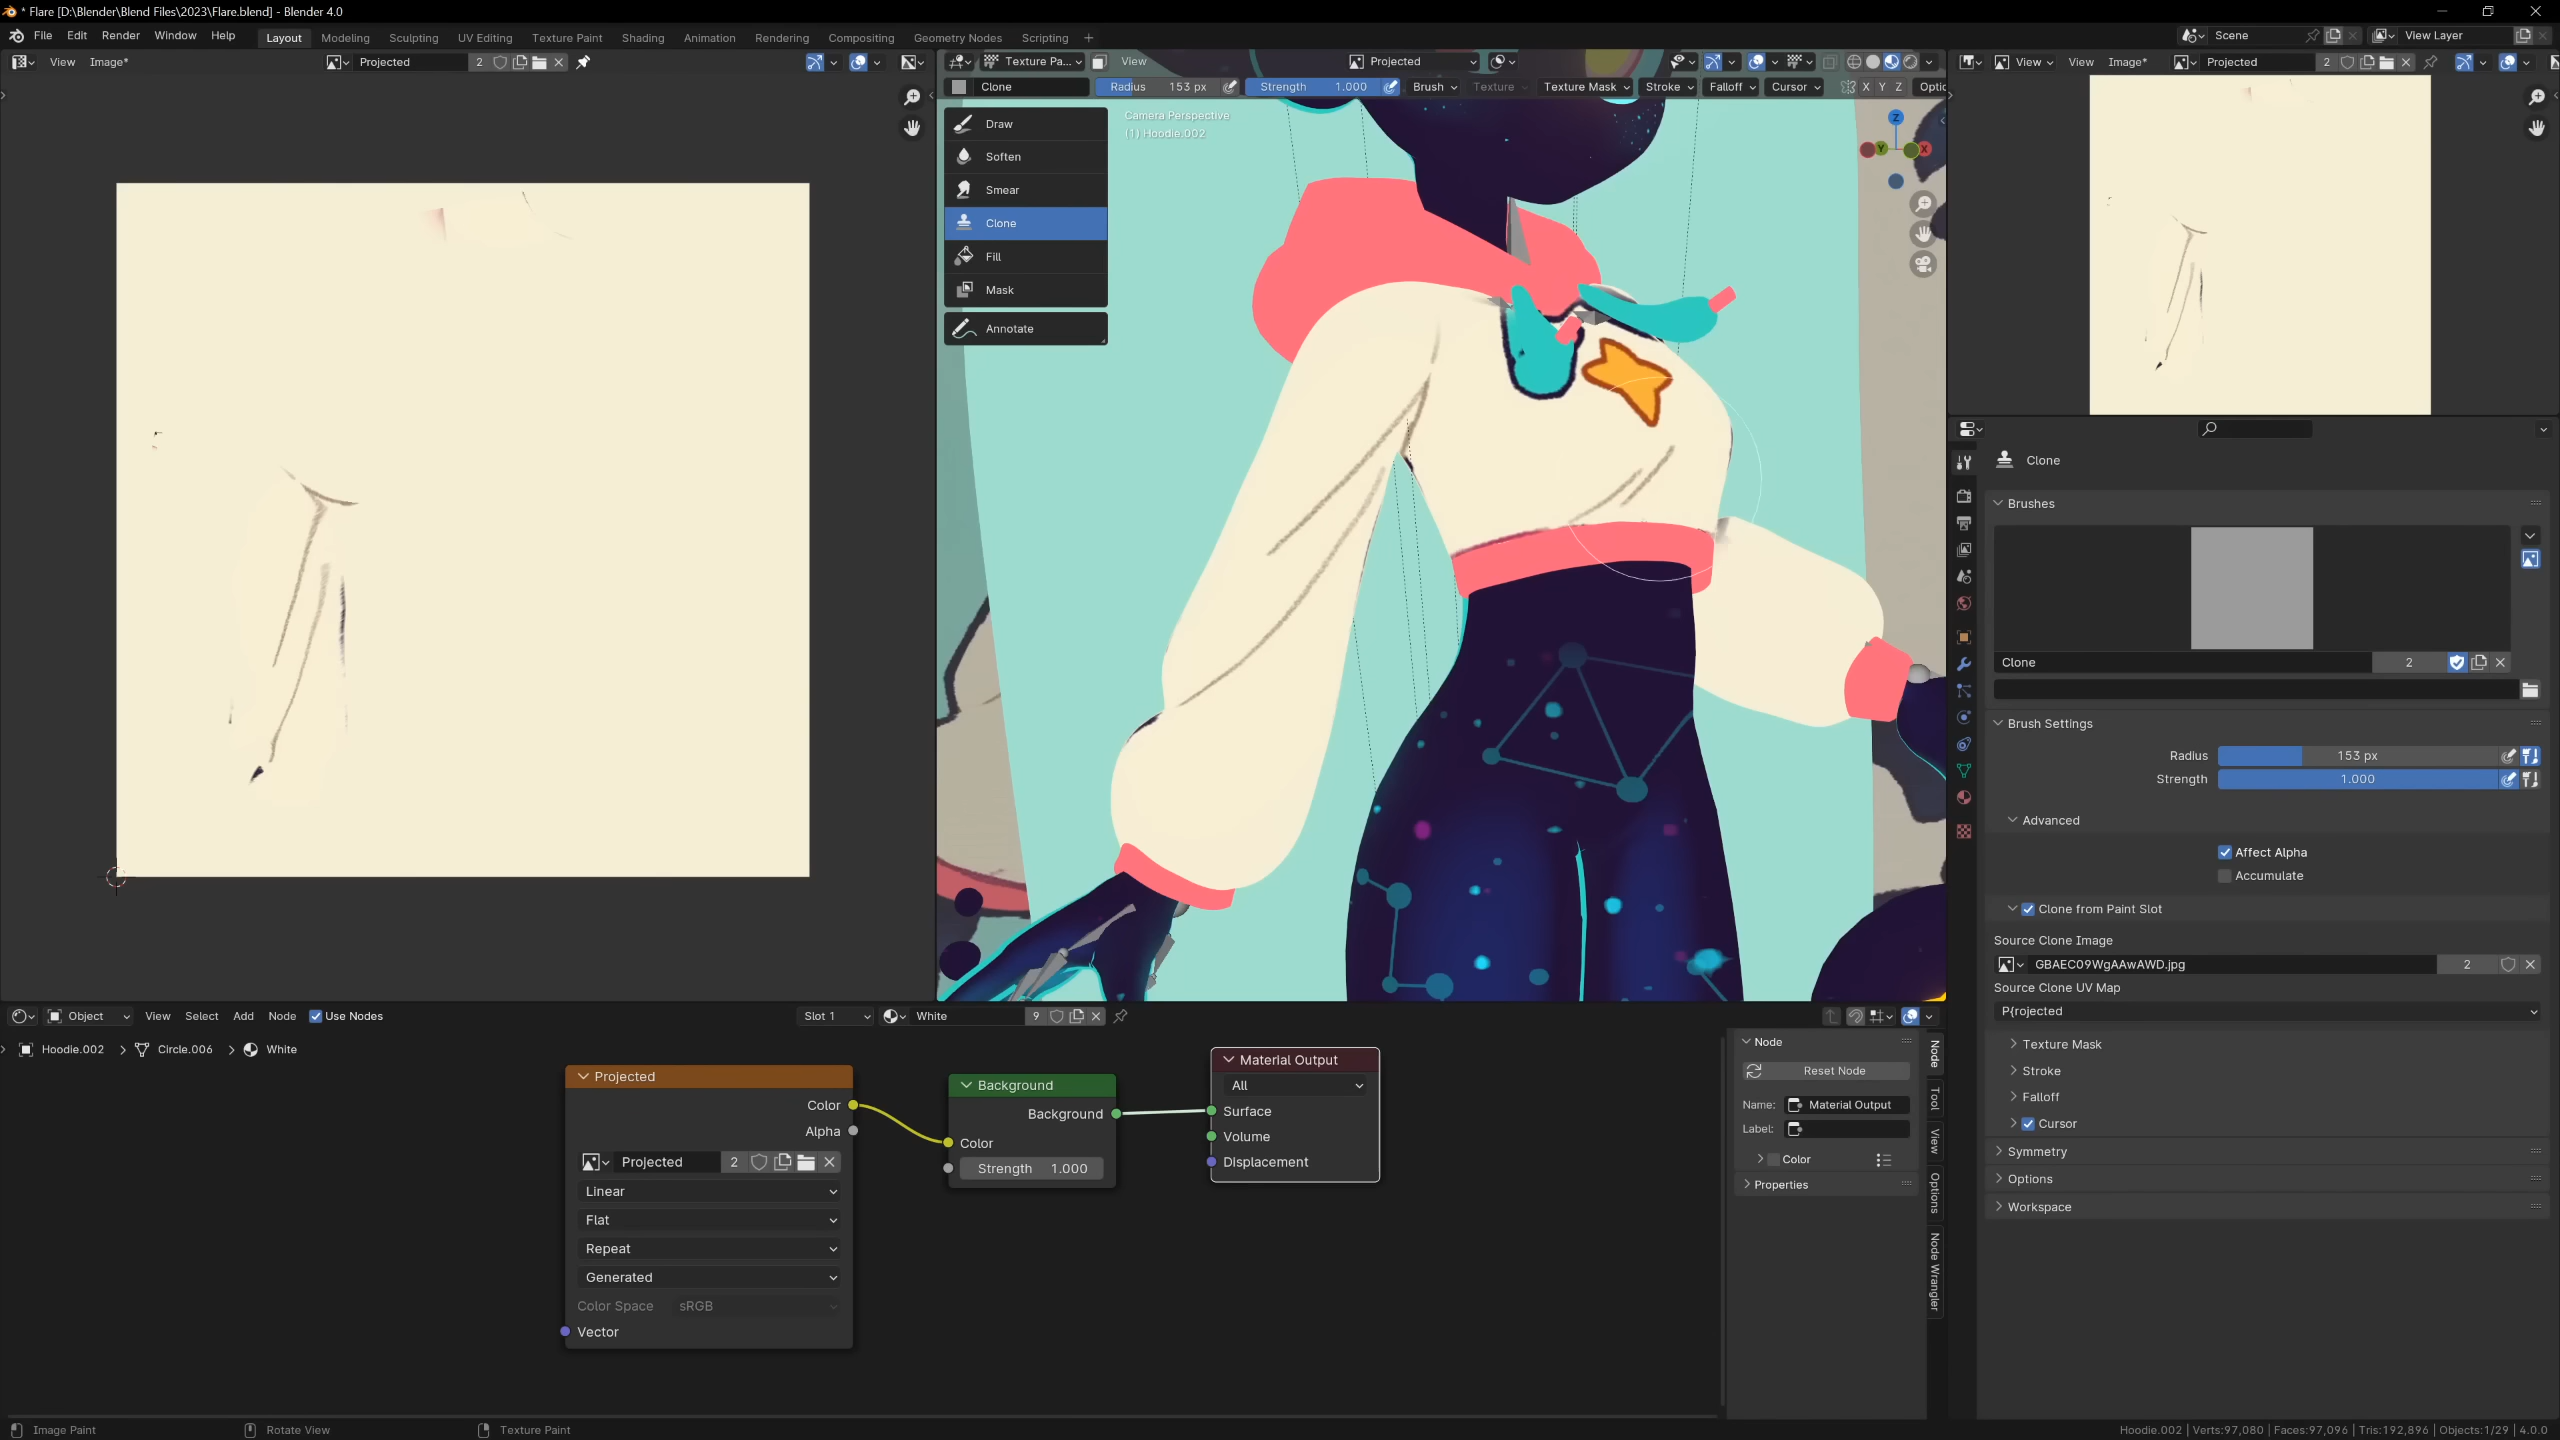 * Flare [D:\Blender\Blend Files\2023\Flare.blend] - Blender 4.0
File Edit Render Window Help Layout Modeling Sculpting UV Editing Texture Paint Shading Animation Rendering Compositing Geometry Nodes Scripting + Scene View Layer
View Image* Projected 2
Texture Pa... View Projected
View View Image* Projected 2
Clone Radius 153 px Strength 1.000 Brush Texture Texture Mask Stroke Falloff Cursor X Y Z Optic
Draw
Soften
Smear
Clone
Fill
Mask
Annotate
Camera Perspective
(1) Hoodie.002
Z
Y X
Clone
Brushes
Clone 2
Brush Settings
Radius 153 px
Strength 1.000
Advanced
Affect Alpha
Accumulate
Clone from Paint Slot
Source Clone Image
GBAEC09WgAAwAWD.jpg 2
Source Clone UV Map
P{rojected
Texture Mask
Stroke
Falloff
Cursor
Symmetry
Options
Workspace
Object View Select Add Node Use Nodes Slot 1 White 9
Hoodie.002 > Circle.006 > White
Projected
Color
Alpha
Projected 2
Linear
Flat
Repeat
Generated
Color Space sRGB
Vector
Background
Background
Color
Strength 1.000
Material Output
All
Surface
Volume
Displacement
Node
Reset Node
Name: Material Output
Label:
Color
Properties
Node
Tool
View
Options
Node Wrangler
Image Paint Rotate View Texture Paint
Hoodie.002 | Verts:97,080 | Faces:97,096 | Tris:192,896 | Objects:1/29 | 4.0.0